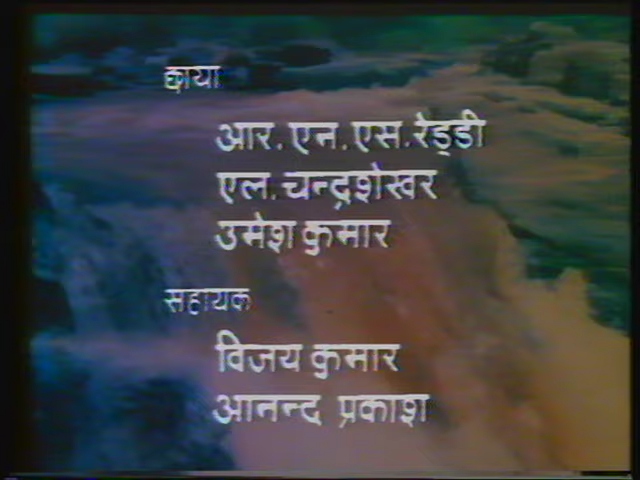 छाया
आर. एन. एस. रेड्डी
एल. चन्द्रशेखर
उमेश कुमार
सहायक
विजय कुमार
आनन्द प्रकाश